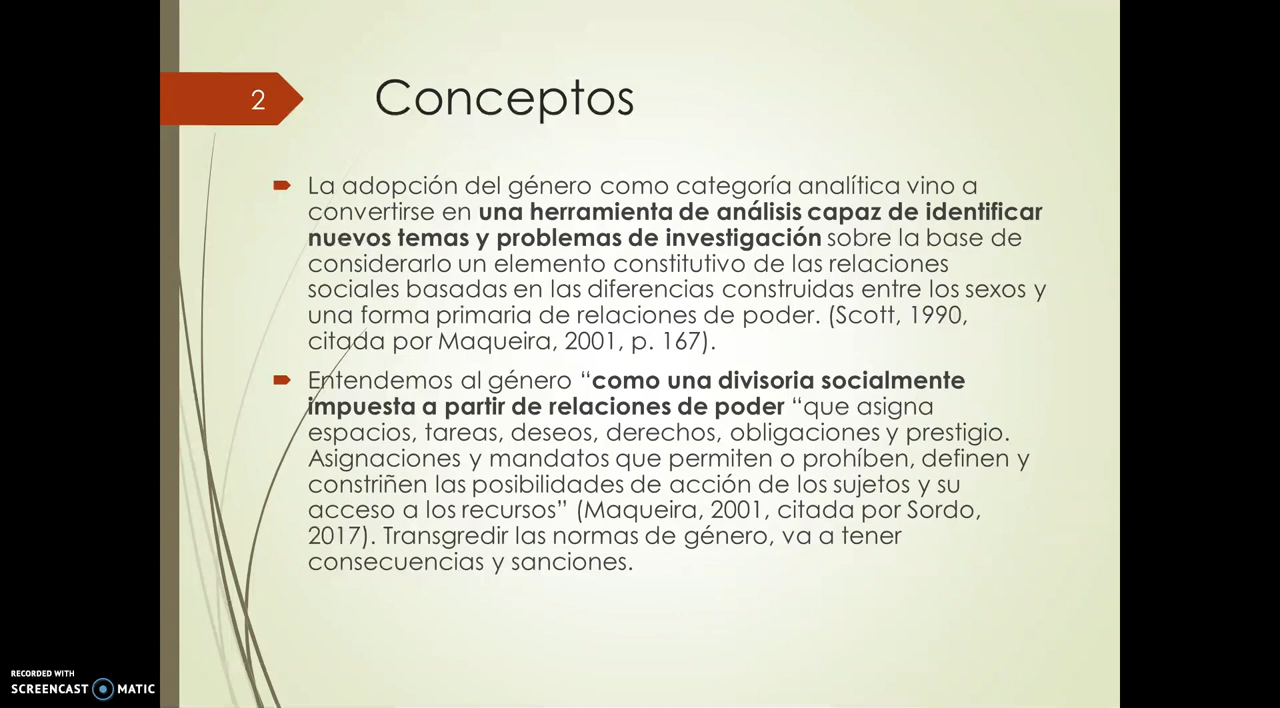 2
Conceptos
La adopción del género como categoría analítica vino a
convertirse en una herramienta de análisis capaz de identificar
nuevos temas y problemas de investigación sobre la base de
considerarlo un elemento constitutivo de las relaciones
sociales basadas en las diferencias construidas entre los sexos y
una forma primaria de relaciones de poder. (Scott, 1990,
citada por Maqueira, 2001, p. 167).
Entendemos al género “como una divisoria socialmente
impuesta a partir de relaciones de poder “que asigna
espacios, tareas, deseos, derechos, obligaciones y prestigio.
Asignaciones y mandatos que permiten o prohíben, definen y
constriñen las posibilidades de acción de los sujetos y su
acceso a los recursos” (Maqueira, 2001, citada por Sordo,
2017). Transgredir las normas de género, va a tener
consecuencias y sanciones.
RECORDED WITH
SCREENCAST MATIC